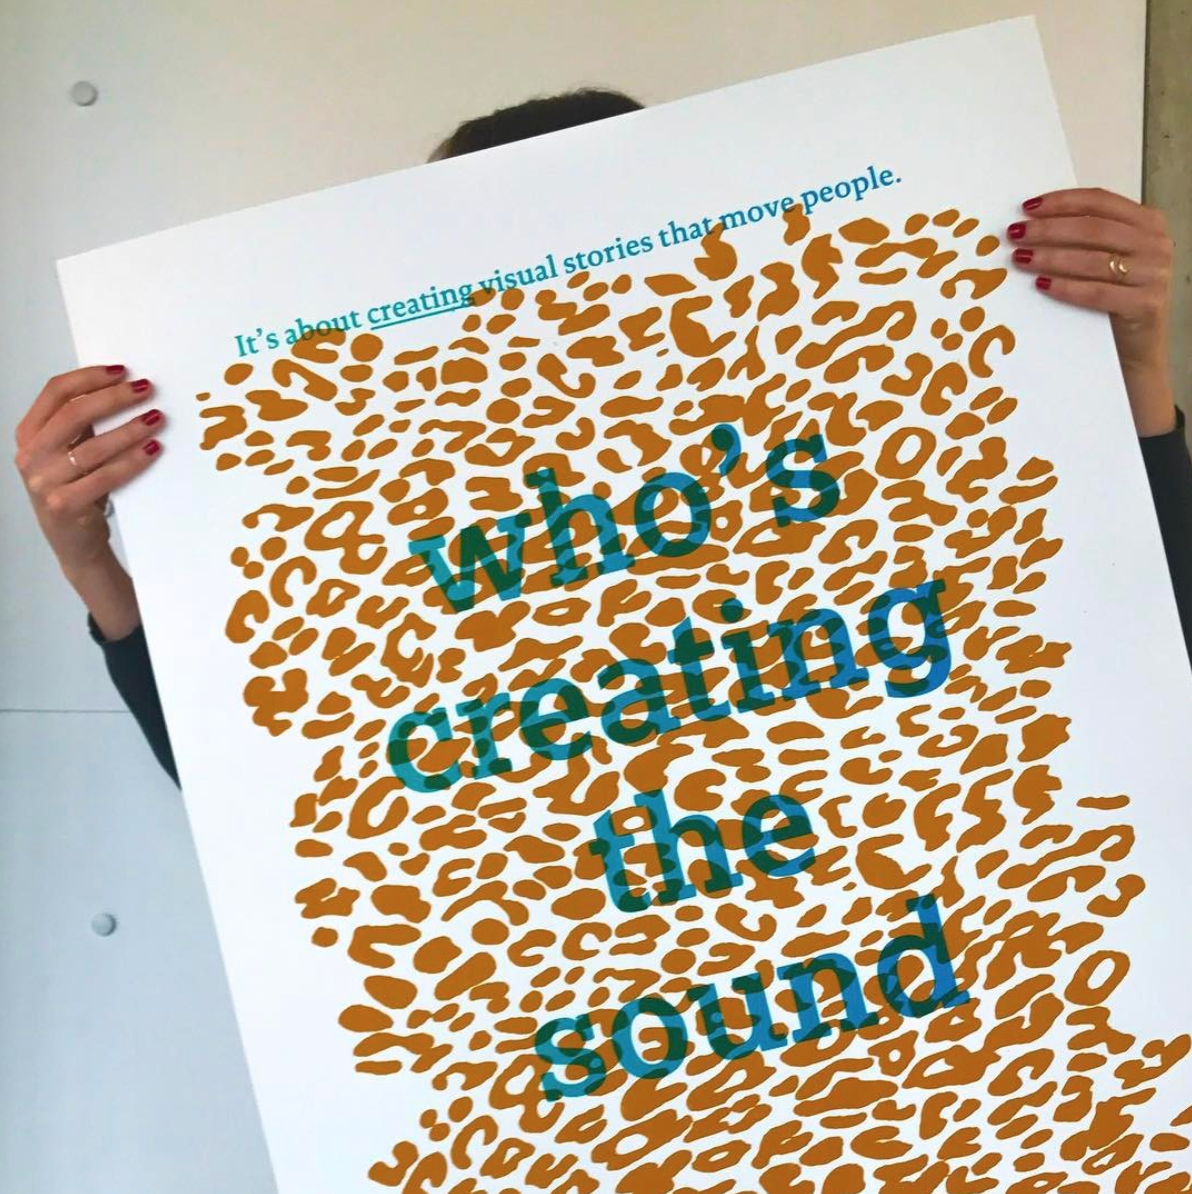 It's about creating visual stories that move people.
who's
creating
the
sound